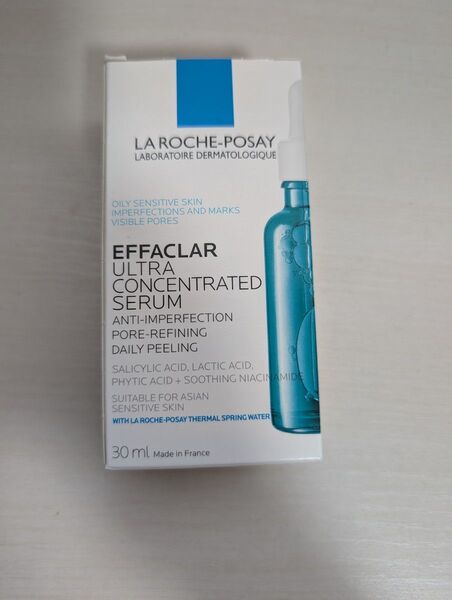 LA ROCHE-POSAY
LABORATOIRE DERMATOLOGIQUE
OILY SENSITIVE SKIN
IMPERFECTIONS AND MARKS
VISIBLE PORES
EFFACLAR
ULTRA
CONCENTRATED
SERUM
ANTI-IMPERFECTION
PORE-REFINING
DAILY PEELING
SALICYLIC ACID, LACTIC ACID,
PHYTIC ACID + SOOTHING NIACINAMIDE
SUITABLE FOR ASIAN
SENSITIVE SKIN
WITH LA ROCHE-POSAY THERMAL SPRING WATER
30 ml Made in France